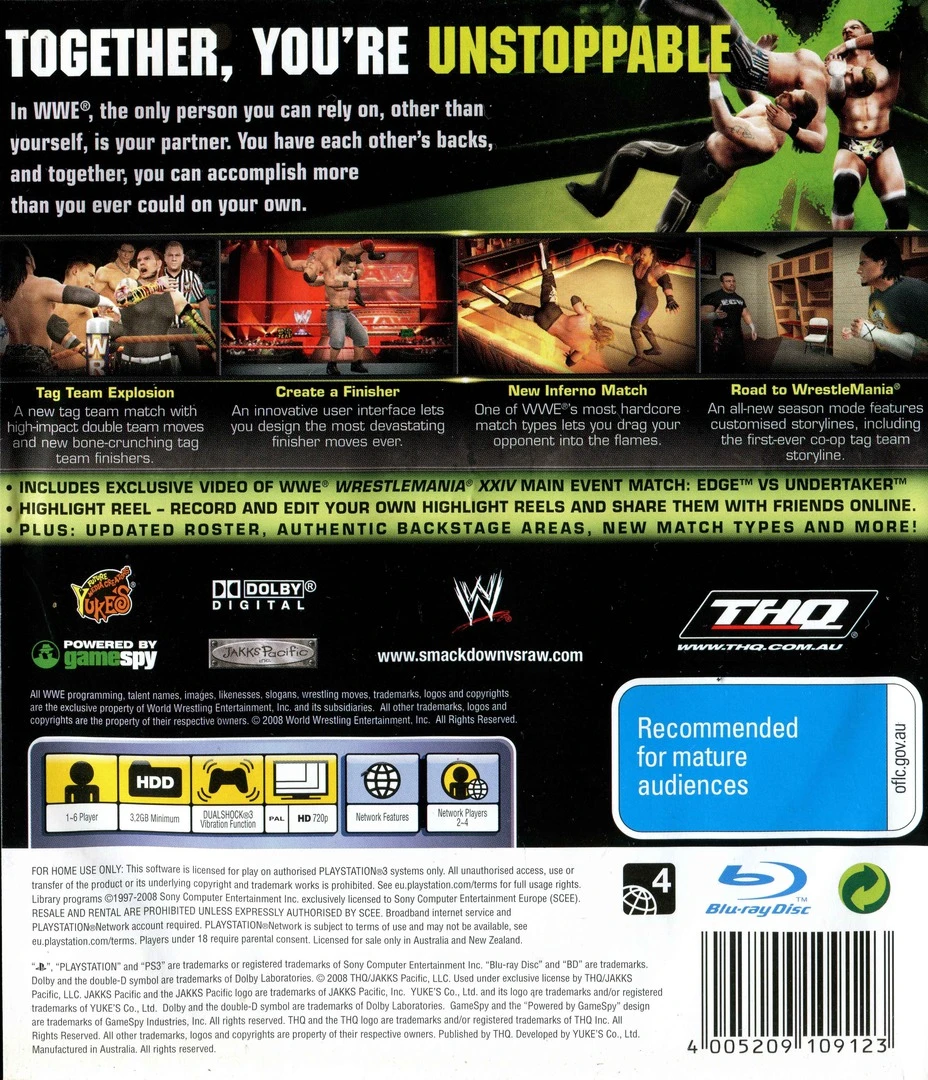 TOGETHER, YOU'RE UNSTOPPABLE
In WWE®, the only person you can rely on, other than
yourself, is your partner. You have each other's backs,
and together, you can accomplish more
than you ever could on your own.
Tag Team Explosion
A new tag team match with
high-impact double team moves
and new bone-crunching tag
team finishers.
Create a Finisher
An innovative user interface lets
you design the most devastating
finisher moves ever.
New Inferno Match
One of WWE®'s most hardcore
match types lets you drag your
opponent into the flames.
Road to WrestleMania®
An all-new season mode features
customised storylines, including
the first-ever co-op tag team
storyline.
• INCLUDES EXCLUSIVE VIDEO OF WWE® WRESTLEMANIA® XXIV MAIN EVENT MATCH: EDGE™ VS UNDERTAKER™
• HIGHLIGHT REEL – RECORD AND EDIT YOUR OWN HIGHLIGHT REELS AND SHARE THEM WITH FRIENDS ONLINE.
• PLUS: UPDATED ROSTER, AUTHENTIC BACKSTAGE AREAS, NEW MATCH TYPES AND MORE!
FUTURE MEDIA CREATURE
YUKE'S®
DOLBY®
DIGITAL
W
THQ®
WWW.THQ.COM.AU
POWERED BY
gamespy
JAKKS Pacific
inc.
www.smackdownvsraw.com
All WWE programming, talent names, images, likenesses, slogans, wrestling moves, trademarks, logos and copyrights
are the exclusive property of World Wrestling Entertainment, Inc. and its subsidiaries. All other trademarks, logos and
copyrights are the property of their respective owners. © 2008 World Wrestling Entertainment, Inc. All Rights Reserved.
Recommended
for mature
audiences
oflc.gov.au
HDD
1-6 Player
3.2GB Minimum
DUALSHOCK®3
Vibration Function
PAL
HD 720p
Network Features
Network Players
2-4
FOR HOME USE ONLY: This software is licensed for play on authorised PLAYSTATION®3 systems only. All unauthorised access, use or
transfer of the product or its underlying copyright and trademark works is prohibited. See eu.playstation.com/terms for full usage rights.
Library programs ©1997-2008 Sony Computer Entertainment Inc. exclusively licensed to Sony Computer Entertainment Europe (SCEE).
RESALE AND RENTAL ARE PROHIBITED UNLESS EXPRESSLY AUTHORISED BY SCEE. Broadband internet service and
PLAYSTATION®Network account required. PLAYSTATION®Network is subject to terms of use and may not be available, see
eu.playstation.com/terms. Players under 18 require parental consent. Licensed for sale only in Australia and New Zealand.
4
Blu-ray Disc
"PS", "PLAYSTATION" and "PS3" are trademarks or registered trademarks of Sony Computer Entertainment Inc. "Blu-ray Disc" and "BD" are trademarks.
Dolby and the double-D symbol are trademarks of Dolby Laboratories. © 2008 THQ/JAKKS Pacific, LLC. Used under exclusive license by THQ/JAKKS
Pacific, LLC. JAKKS Pacific and the JAKKS Pacific logo are trademarks of JAKKS Pacific, Inc. YUKE'S Co., Ltd. and its logo are trademarks and/or registered
trademarks of YUKE'S Co., Ltd. Dolby and the double-D symbol are trademarks of Dolby Laboratories. GameSpy and the "Powered by GameSpy" design
are trademarks of GameSpy Industries, Inc. All rights reserved. THQ and the THQ logo are trademarks and/or registered trademarks of THQ Inc. All
Rights Reserved. All other trademarks, logos and copyrights are property of their respective owners. Published by THQ. Developed by YUKE'S Co., Ltd.
Manufactured in Australia. All rights reserved.
4 005209 109123